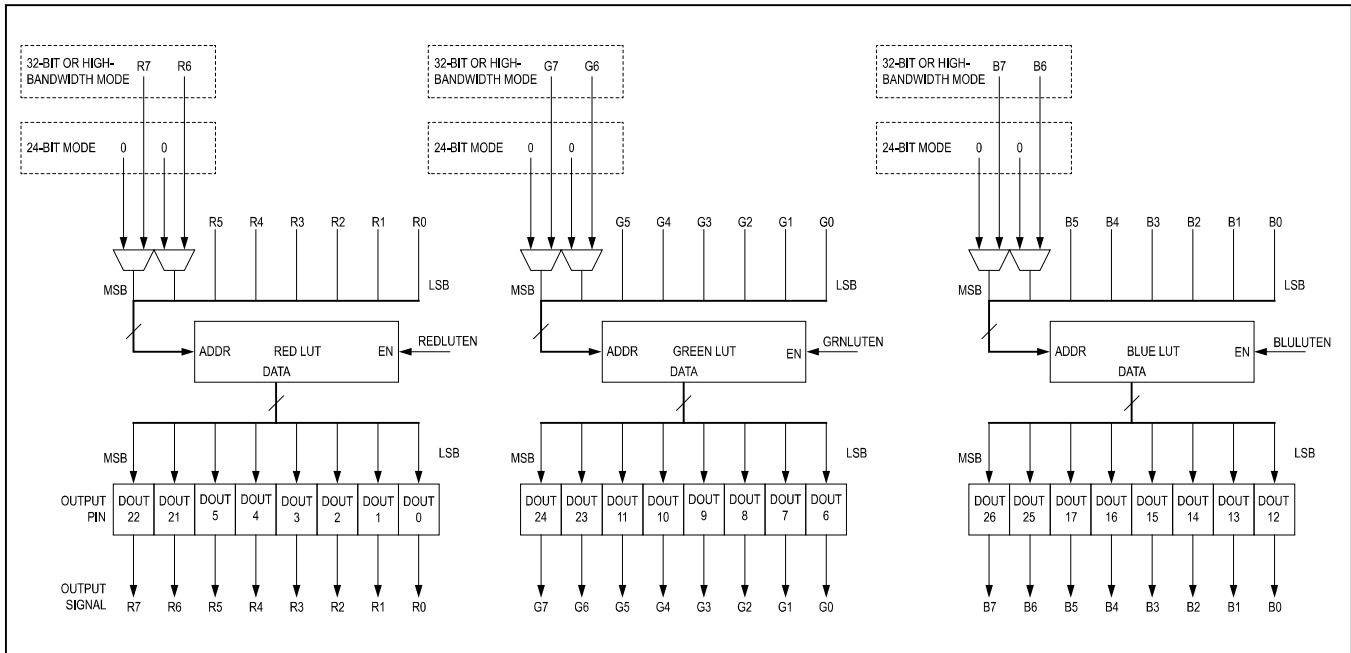 32-BIT OR HIGH-
BANDWIDTH MODE
R7 R6
24-BIT MODE 0 0
R5 R4 R3 R2 R1 R0
MSB LSB
ADDR RED LUT EN REDLUTEN
DATA
MSB LSB
OUTPUT
PIN
DOUT 22 DOUT 21 DOUT 5 DOUT 4 DOUT 3 DOUT 2 DOUT 1 DOUT 0
OUTPUT
SIGNAL
R7 R6 R5 R4 R3 R2 R1 R0
32-BIT OR HIGH-
BANDWIDTH MODE
G7 G6
24-BIT MODE 0 0
G5 G4 G3 G2 G1 G0
MSB LSB
ADDR GREEN LUT EN GRNLUTEN
DATA
MSB LSB
DOUT 24 DOUT 23 DOUT 11 DOUT 10 DOUT 9 DOUT 8 DOUT 7 DOUT 6
G7 G6 G5 G4 G3 G2 G1 G0
32-BIT OR HIGH-
BANDWIDTH MODE
B7 B6
24-BIT MODE 0 0
B5 B4 B3 B2 B1 B0
MSB LSB
ADDR BLUE LUT EN BLULUTEN
DATA
MSB LSB
DOUT 26 DOUT 25 DOUT 17 DOUT 16 DOUT 15 DOUT 14 DOUT 13 DOUT 12
B7 B6 B5 B4 B3 B2 B1 B0